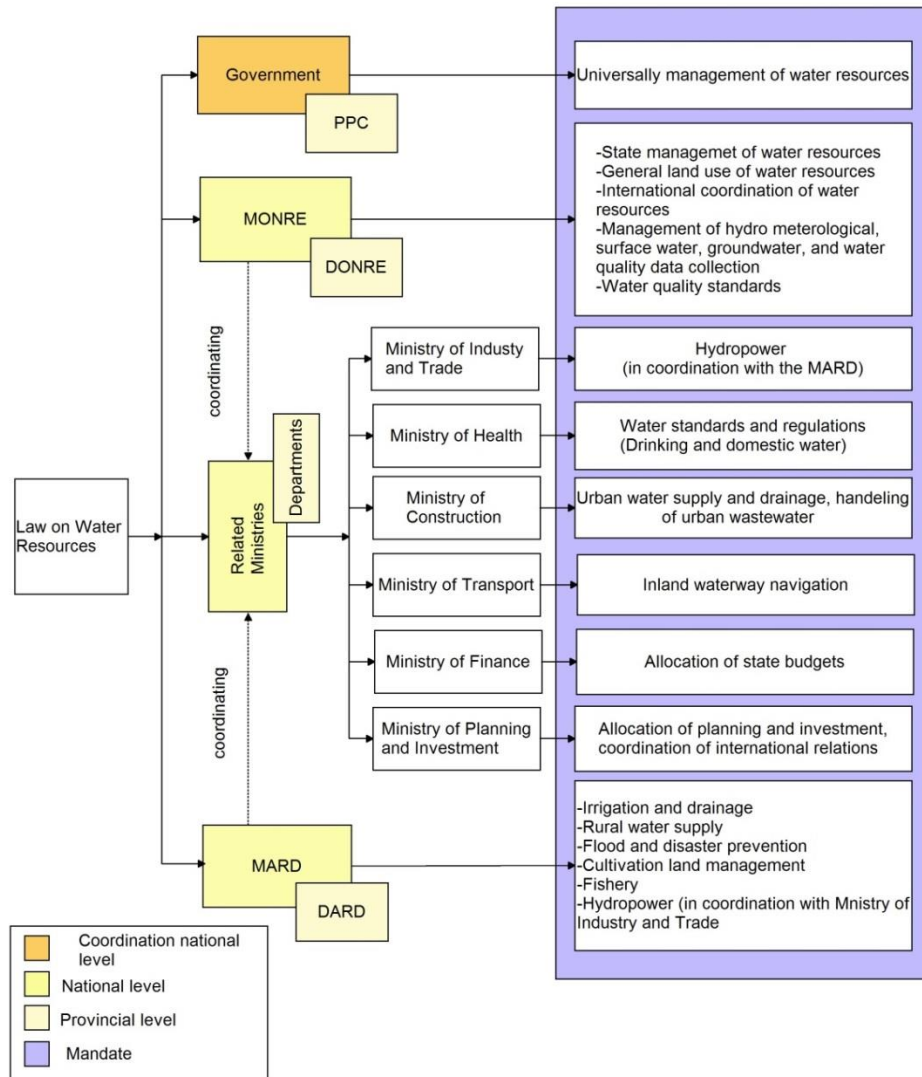 Government
PPC
Universally management of water resources
MONRE
DONRE
-State managemet of water resources
-General land use of water resources
-International coordination of water
resources
-Management of hydro meterological,
surface water, groundwater, and water
quality data collection
-Water quality standards
coordinating
Ministry of Industy
and Trade
Hydropower
(in coordination with the MARD)
Ministry of Health
Water standards and regulations
(Drinking and domestic water)
Departments
Related
Ministries
Law on Water
Resources
Ministry of
Construction
Urban water supply and drainage, handeling
of urban wastewater
Ministry of Transport
Inland waterway navigation
Ministry of Finance
Allocation of state budgets
coordinating
Ministry of Planning
and Investment
Allocation of planning and investment,
coordination of international relations
MARD
DARD
-Irrigation and drainage
-Rural water supply
-Flood and disaster prevention
-Cultivation land management
-Fishery
-Hydropower (in coordination with Mnistry of
Industry and Trade
Coordination national
level
National level
Provincial level
Mandate